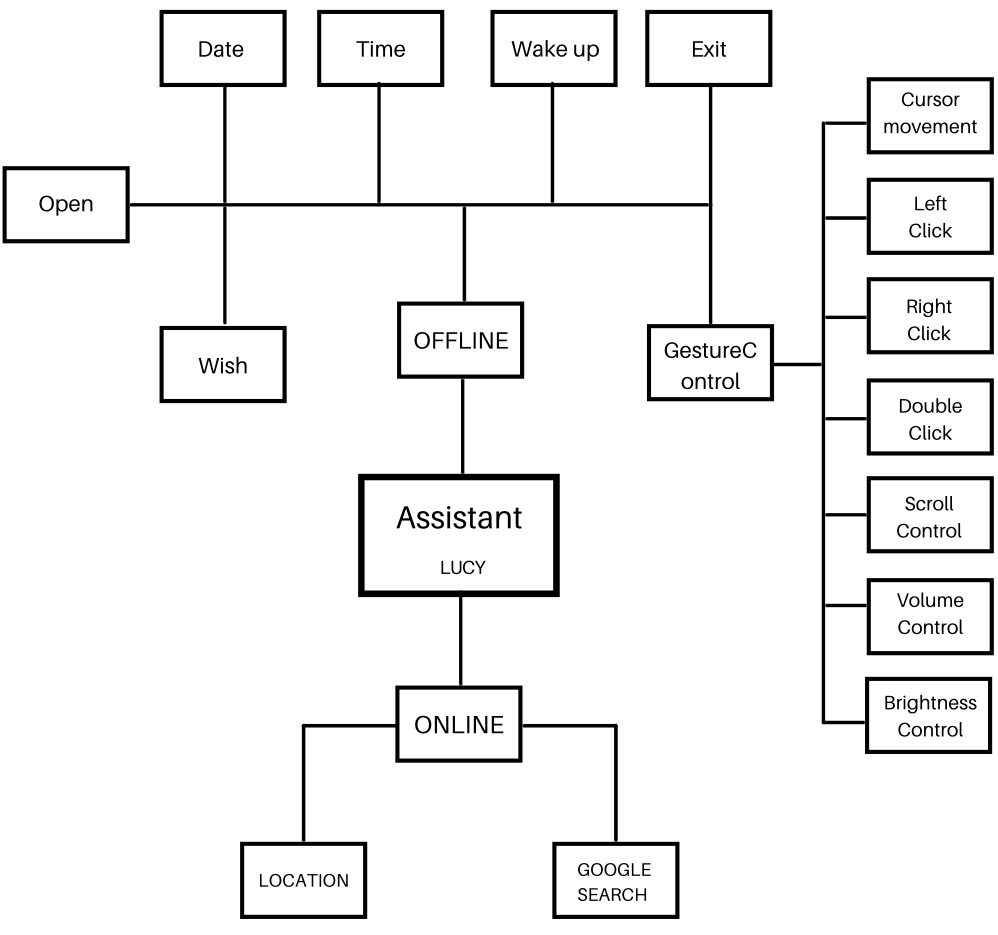 Date
Time
Wake up
Exit
Cursor
movement
Open
Left
Click
Right
Click
Wish
OFFLINE
GestureC
ontrol
Double
Click
Scroll
Control
Assistant
LUCY
Volume
Control
Brightness
Control
ONLINE
LOCATION
GOOGLE
SEARCH